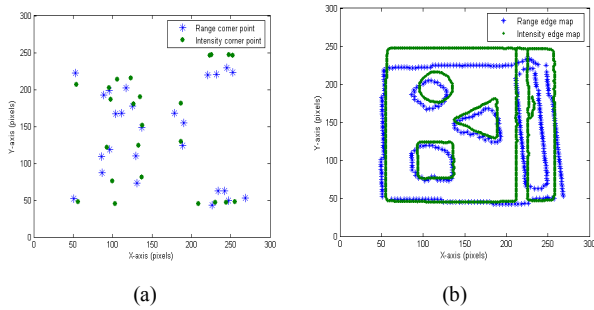 Range corner point
Intensity corner point
300
250
200
150
100
50
0
0 50 100 150 200 250 300
Y-axis (pixels)
X-axis (pixels)
(a)
Range edge map
Intensity edge map
300
250
200
150
100
50
0
0 50 100 150 200 250 300
Y-axis (pixels)
X-axis (pixels)
(b)